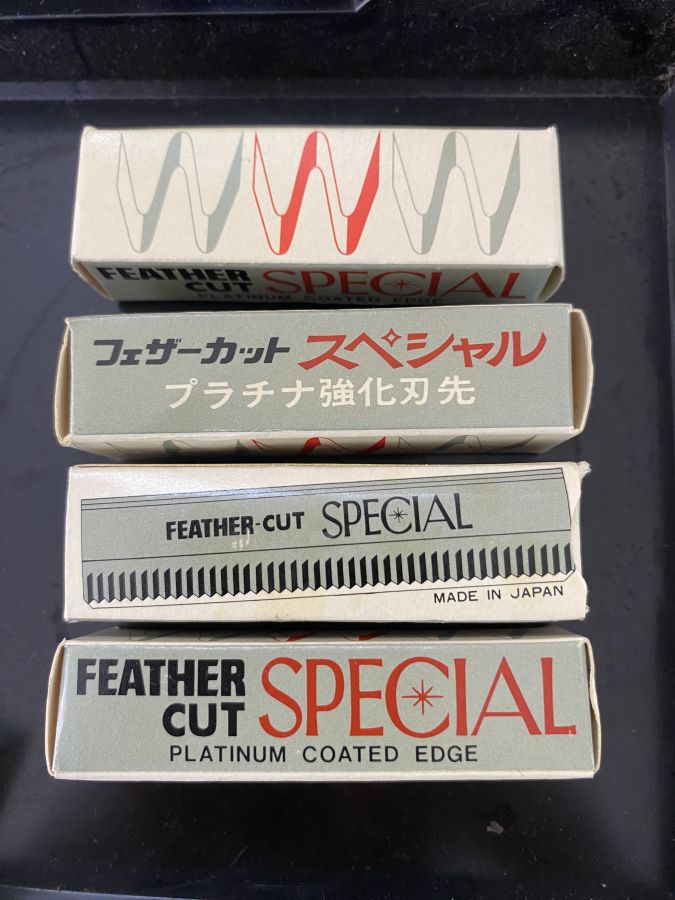 FEATHER
CUT SPECIAL
PLATINUM COATED EDGE
フェザーカット スペシャル
プラチナ強化刃先
FEATHER-CUT SPECIAL
MADE IN JAPAN
FEATHER
CUT SPECIAL
PLATINUM COATED EDGE